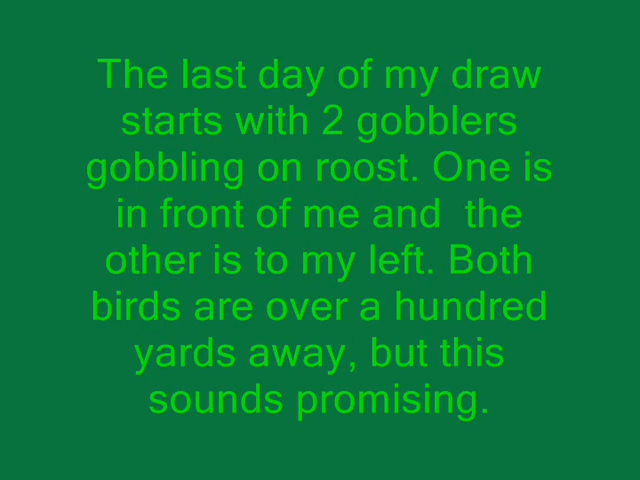 The last day of my draw
starts with 2 gobblers
gobbling on roost. One is
in front of me and  the
other is to my left. Both
birds are over a hundred
yards away, but this
sounds promising.